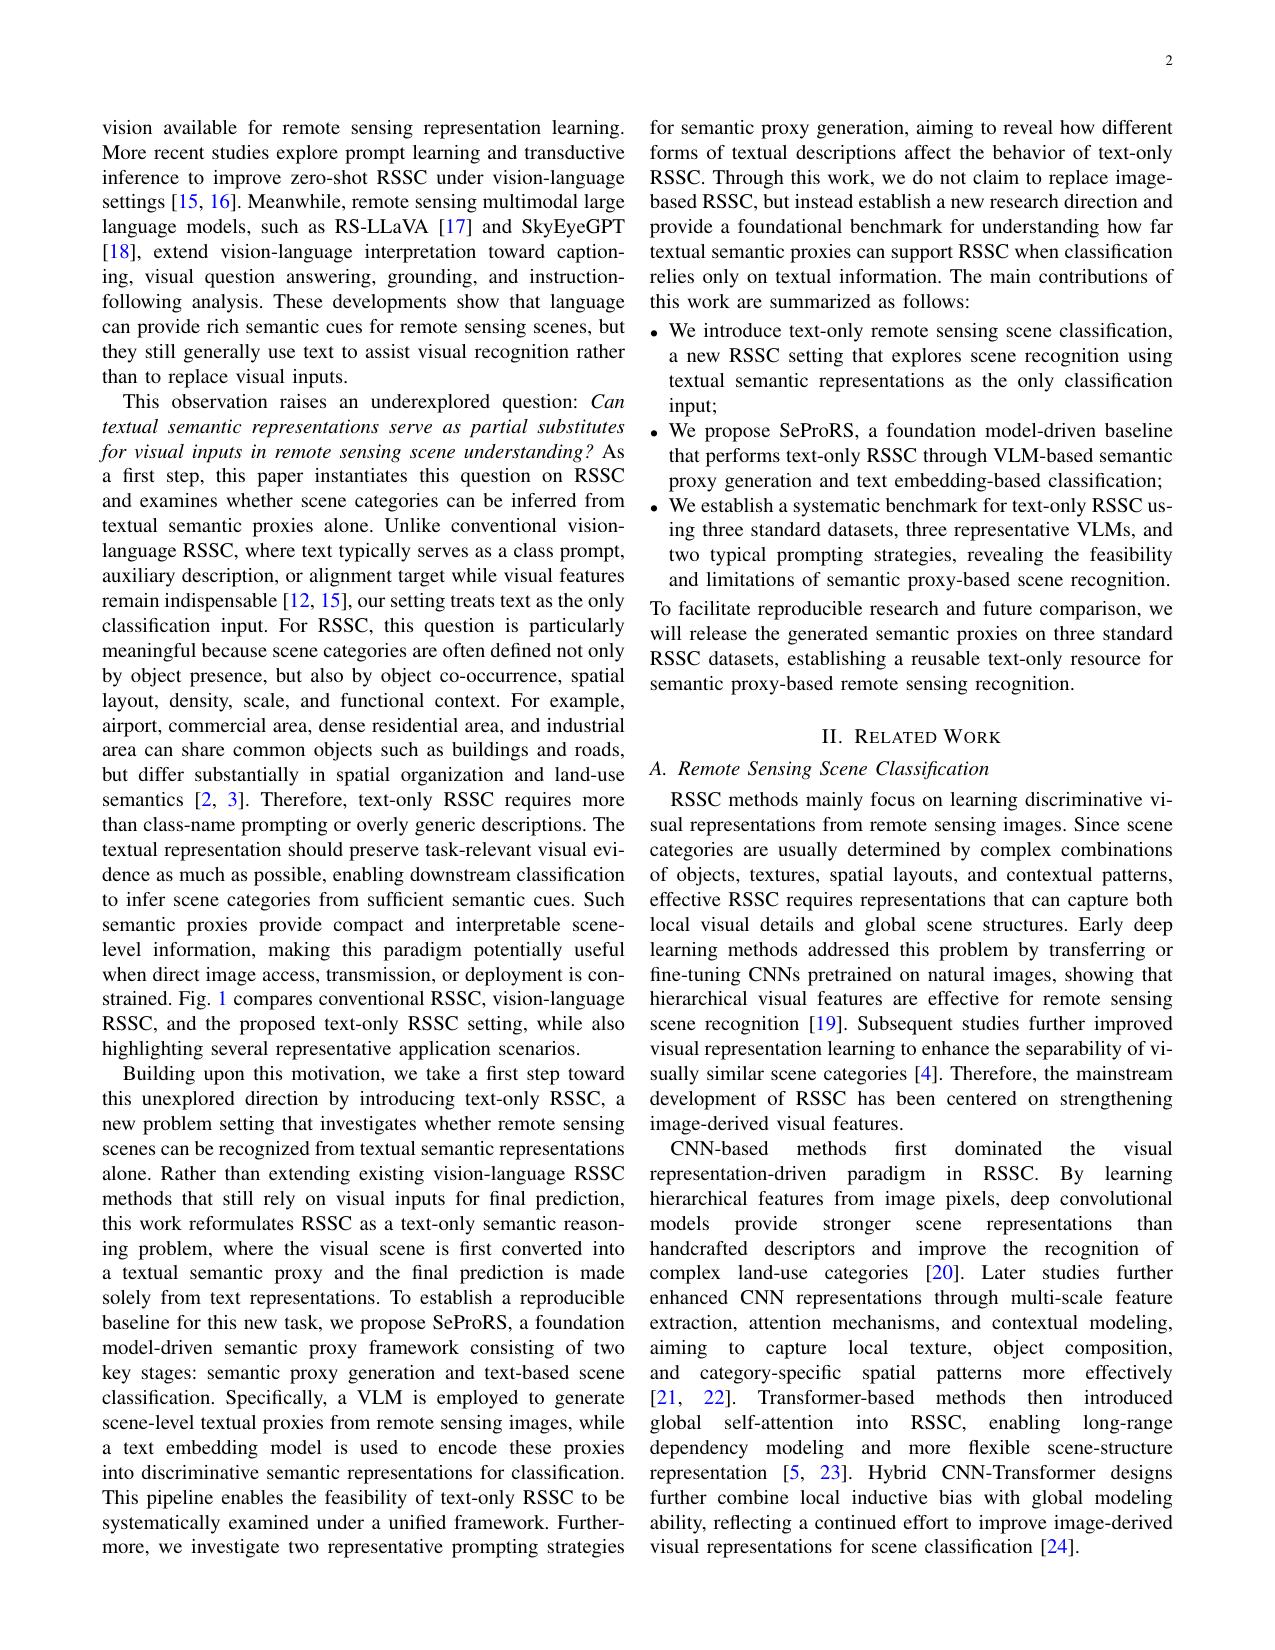 2
vision available for remote sensing representation learning.
More recent studies explore prompt learning and transductive
inference to improve zero-shot RSSC under vision-language
settings [15, 16]. Meanwhile, remote sensing multimodal large
language models, such as RS-LLaVA [17] and SkyEyeGPT
[18], extend vision-language interpretation toward caption-
ing, visual question answering, grounding, and instruction-
following analysis. These developments show that language
can provide rich semantic cues for remote sensing scenes, but
they still generally use text to assist visual recognition rather
than to replace visual inputs.
This observation raises an underexplored question: Can
textual semantic representations serve as partial substitutes
for visual inputs in remote sensing scene understanding? As
a first step, this paper instantiates this question on RSSC
and examines whether scene categories can be inferred from
textual semantic proxies alone. Unlike conventional vision-
language RSSC, where text typically serves as a class prompt,
auxiliary description, or alignment target while visual features
remain indispensable [12, 15], our setting treats text as the only
classification input. For RSSC, this question is particularly
meaningful because scene categories are often defined not only
by object presence, but also by object co-occurrence, spatial
layout, density, scale, and functional context. For example,
airport, commercial area, dense residential area, and industrial
area can share common objects such as buildings and roads,
but differ substantially in spatial organization and land-use
semantics [2, 3]. Therefore, text-only RSSC requires more
than class-name prompting or overly generic descriptions. The
textual representation should preserve task-relevant visual evi-
dence as much as possible, enabling downstream classification
to infer scene categories from sufficient semantic cues. Such
semantic proxies provide compact and interpretable scene-
level information, making this paradigm potentially useful
when direct image access, transmission, or deployment is con-
strained. Fig. 1 compares conventional RSSC, vision-language
RSSC, and the proposed text-only RSSC setting, while also
highlighting several representative application scenarios.
Building upon this motivation, we take a first step toward
this unexplored direction by introducing text-only RSSC, a
new problem setting that investigates whether remote sensing
scenes can be recognized from textual semantic representations
alone. Rather than extending existing vision-language RSSC
methods that still rely on visual inputs for final prediction,
this work reformulates RSSC as a text-only semantic reason-
ing problem, where the visual scene is first converted into
a textual semantic proxy and the final prediction is made
solely from text representations. To establish a reproducible
baseline for this new task, we propose SeProRS, a foundation
model-driven semantic proxy framework consisting of two
key stages: semantic proxy generation and text-based scene
classification. Specifically, a VLM is employed to generate
scene-level textual proxies from remote sensing images, while
a text embedding model is used to encode these proxies
into discriminative semantic representations for classification.
This pipeline enables the feasibility of text-only RSSC to be
systematically examined under a unified framework. Further-
more, we investigate two representative prompting strategies
for semantic proxy generation, aiming to reveal how different
forms of textual descriptions affect the behavior of text-only
RSSC. Through this work, we do not claim to replace image-
based RSSC, but instead establish a new research direction and
provide a foundational benchmark for understanding how far
textual semantic proxies can support RSSC when classification
relies only on textual information. The main contributions of
this work are summarized as follows:
• We introduce text-only remote sensing scene classification,
a new RSSC setting that explores scene recognition using
textual semantic representations as the only classification
input;
• We propose SeProRS, a foundation model-driven baseline
that performs text-only RSSC through VLM-based semantic
proxy generation and text embedding-based classification;
• We establish a systematic benchmark for text-only RSSC us-
ing three standard datasets, three representative VLMs, and
two typical prompting strategies, revealing the feasibility
and limitations of semantic proxy-based scene recognition.
To facilitate reproducible research and future comparison, we
will release the generated semantic proxies on three standard
RSSC datasets, establishing a reusable text-only resource for
semantic proxy-based remote sensing recognition.
II. RELATED WORK
A. Remote Sensing Scene Classification
RSSC methods mainly focus on learning discriminative vi-
sual representations from remote sensing images. Since scene
categories are usually determined by complex combinations
of objects, textures, spatial layouts, and contextual patterns,
effective RSSC requires representations that can capture both
local visual details and global scene structures. Early deep
learning methods addressed this problem by transferring or
fine-tuning CNNs pretrained on natural images, showing that
hierarchical visual features are effective for remote sensing
scene recognition [19]. Subsequent studies further improved
visual representation learning to enhance the separability of vi-
sually similar scene categories [4]. Therefore, the mainstream
development of RSSC has been centered on strengthening
image-derived visual features.
CNN-based methods first dominated the visual
representation-driven paradigm in RSSC. By learning
hierarchical features from image pixels, deep convolutional
models provide stronger scene representations than
handcrafted descriptors and improve the recognition of
complex land-use categories [20]. Later studies further
enhanced CNN representations through multi-scale feature
extraction, attention mechanisms, and contextual modeling,
aiming to capture local texture, object composition,
and category-specific spatial patterns more effectively
[21, 22]. Transformer-based methods then introduced
global self-attention into RSSC, enabling long-range
dependency modeling and more flexible scene-structure
representation [5, 23]. Hybrid CNN-Transformer designs
further combine local inductive bias with global modeling
ability, reflecting a continued effort to improve image-derived
visual representations for scene classification [24].